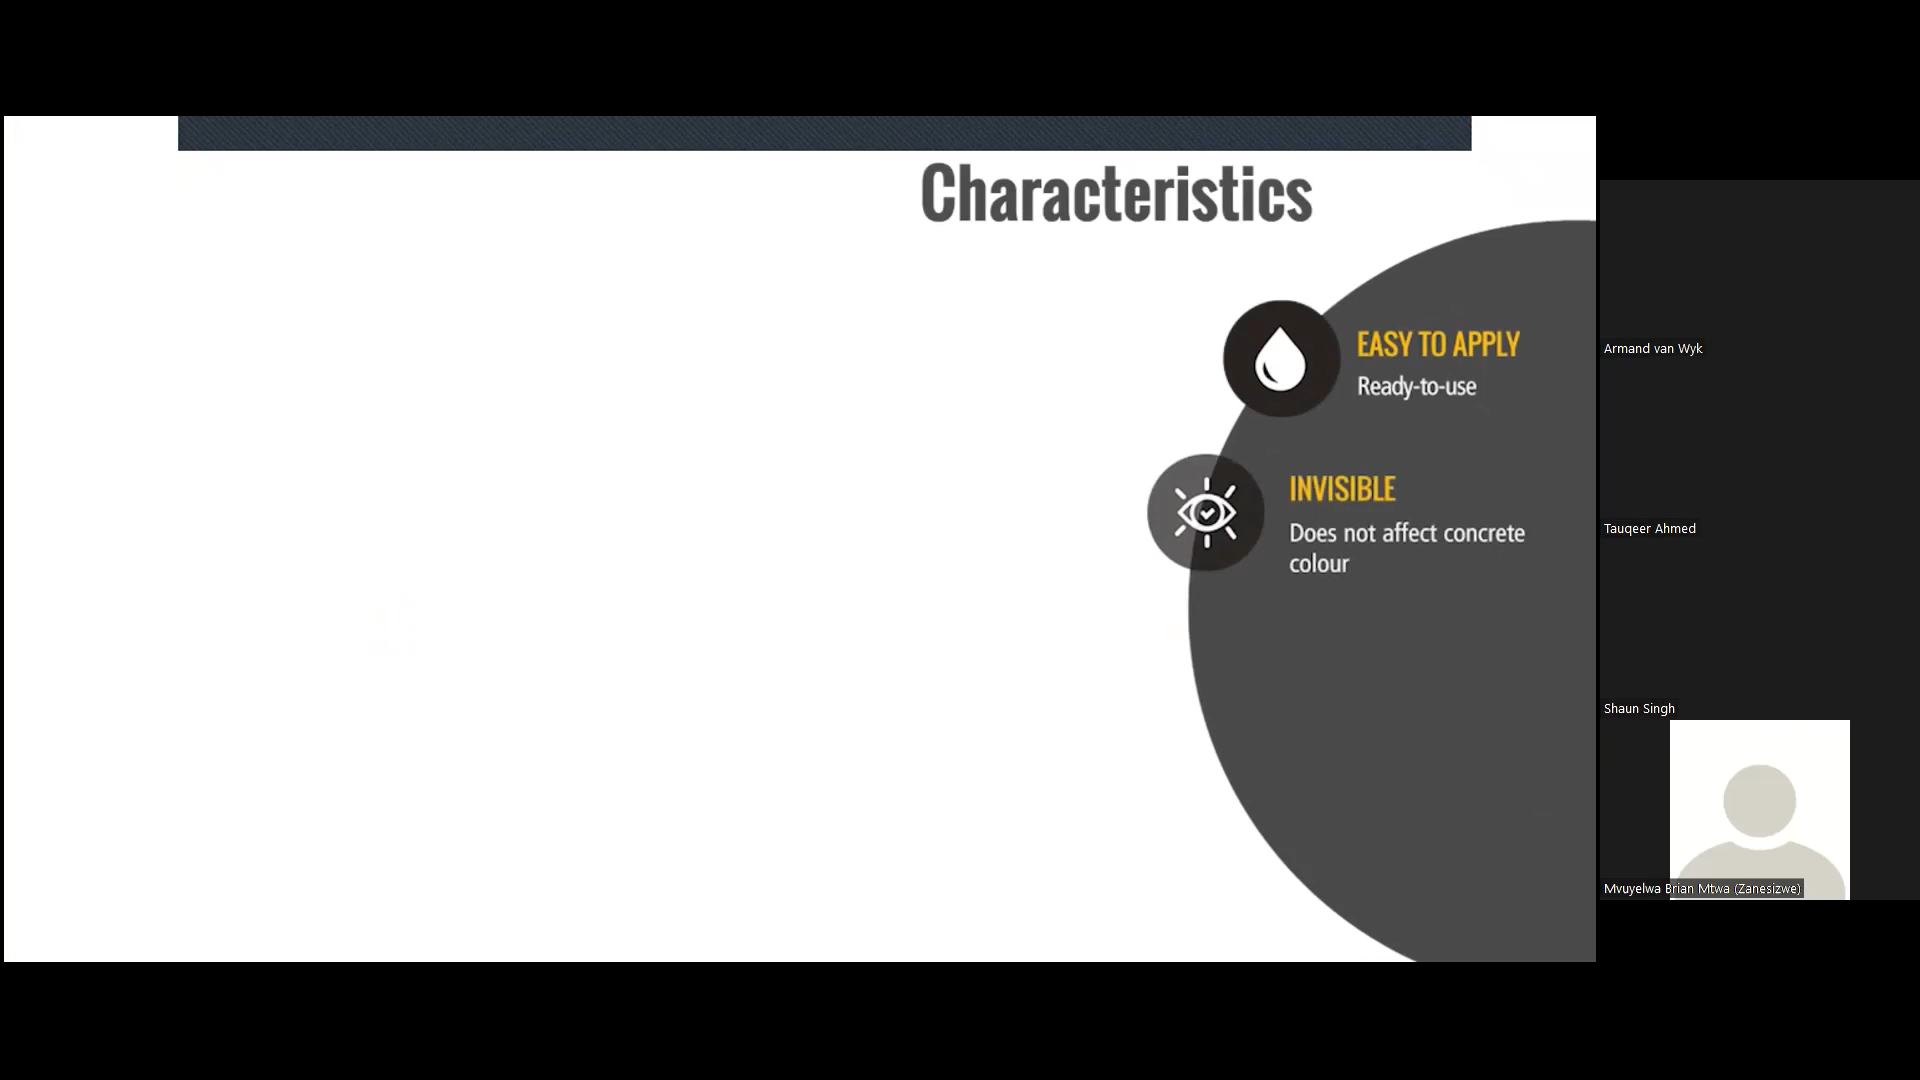 Characteristics
EASY TO APPLY
Ready-to-use
INVISIBLE
Does not affect concrete
colour
Armand van Wyk
Tauqeer Ahmed
Shaun Singh
Mvuyelwa Brian Mtwa (Zanesizwe)